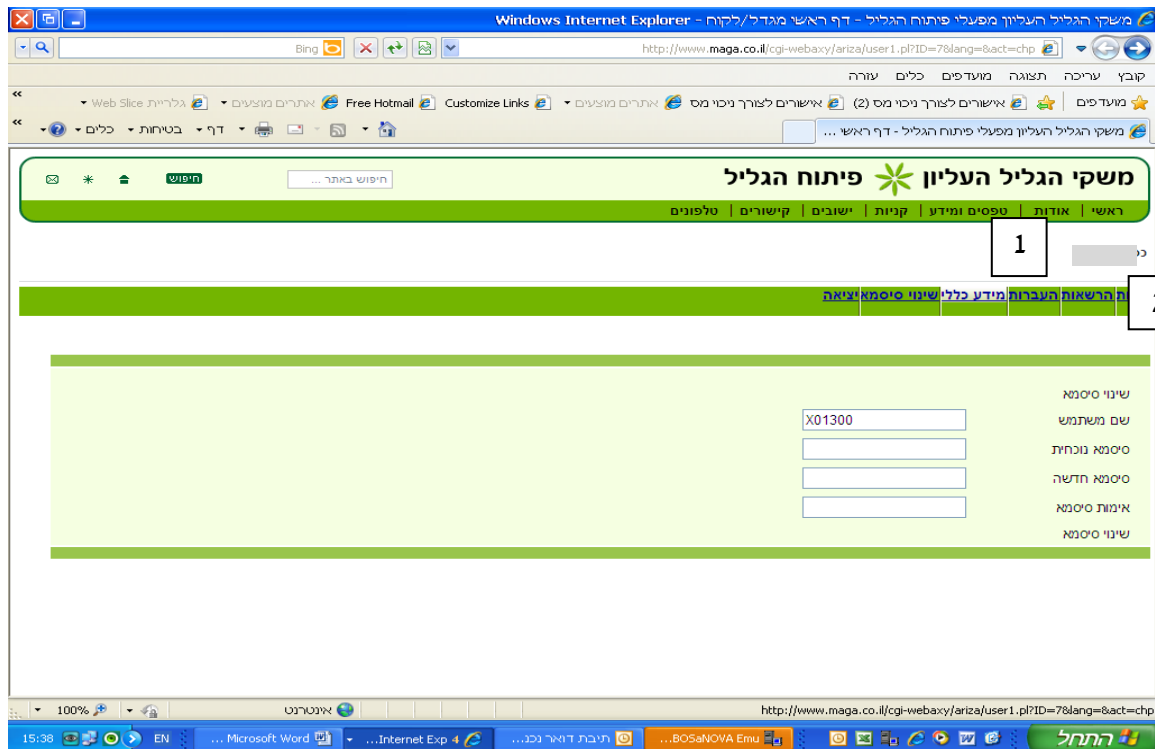 משקי הגליל העליון מפעלי פיתוח הגליל - דף ראשי מגדל/לקוח - Windows Internet Explorer
http://www.maga.co.il/cgi-webaxy/ariza/user1.pl?ID=7&lang=&act=chp
Bing
קובץ עריכה תצוגה מועדפים כלים עזרה
מועדפים אישורים לצורך ניכוי מס (2) אישורים לצורך ניכוי מס אתרים מוצעים Customize Links Free Hotmail אתרים מוצעים גלריית Web Slice
משקי הגליל העליון מפעלי פיתוח הגליל - דף ראשי ...
דף בטיחות כלים
משקי הגליל העליון פיתוח הגליל
חיפוש באתר ...
חיפוש
ראשי | אודות | טפסים ומידע | קניות | ישובים | קישורים | טלפונים
1
הרשאות העברות מידע כללי שינוי סיסמא יציאה
שינוי סיסמא
שם משתמש X01300
סיסמא נוכחית
סיסמא חדשה
אימות סיסמא
שינוי סיסמא
http://www.maga.co.il/cgi-webaxy/ariza/user1.pl?ID=7&lang=&act=chp
אינטרנט
100%
התחל
BOSaNOVA Emu...
תיבת דואר נכנ...
4 Internet Exp...
Microsoft Word ...
EN
15:38